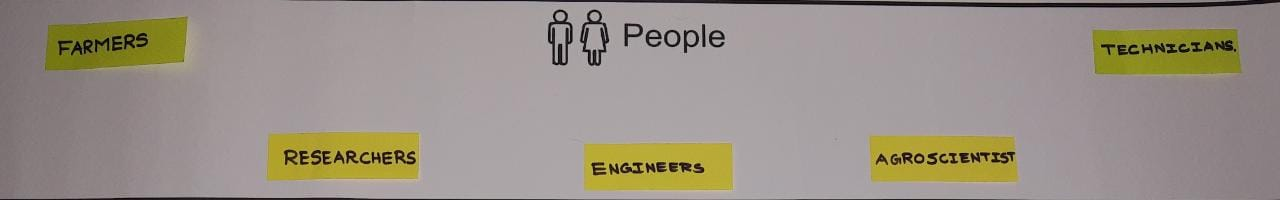 People
FARMERS
TECHNICIANS.
RESEARCHERS
ENGINEERS
AGROSCIENTIST